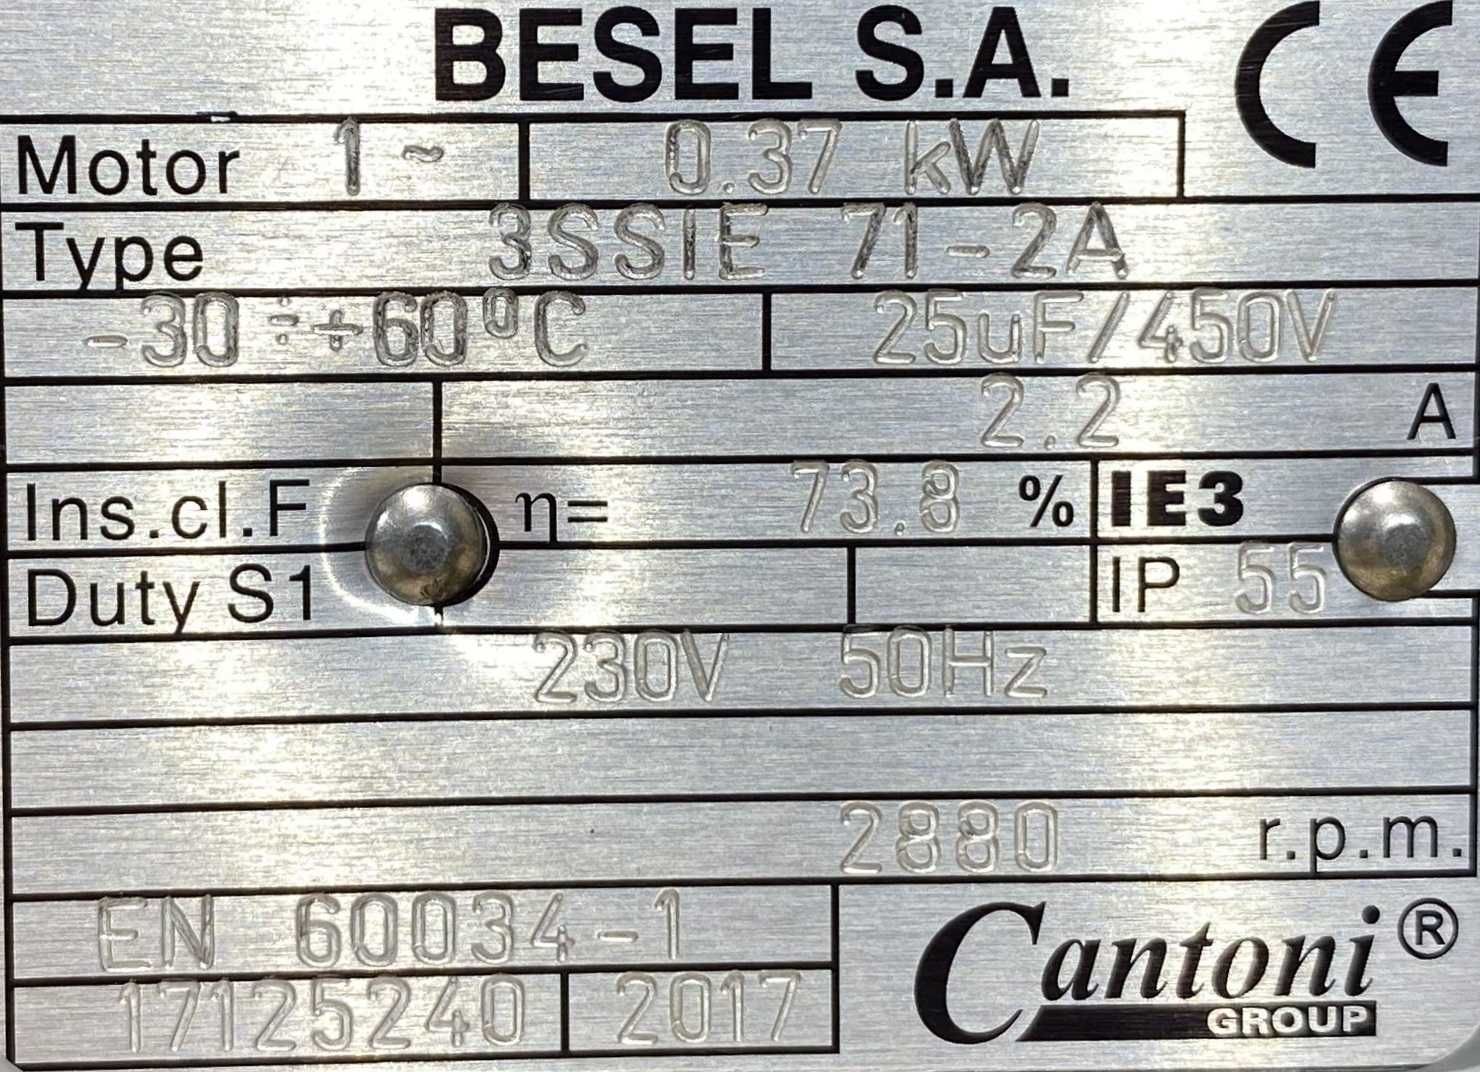 BESEL S.A. CE
Motor 1~ 0.37 kW
Type 3SSIE 71-2A
-30 ÷ +60ºC 25uF/450V
2.2 A
Ins.cl.F η= 73.8 % IE3
Duty S1 IP 55
230V 50Hz
2880 r.p.m.
EN 60034-1
17125240 2017
Cantoni®
GROUP